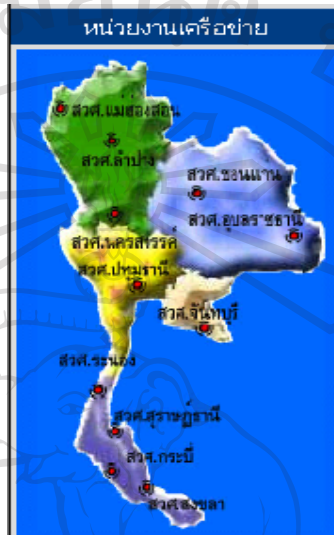 หน่วยงานเครือข่าย
สวศ.แม่ฮ่องสอน
สวศ.ลำปาง
สวศ.ขอนแก่น
สวศ.อุบลราชธานี
สวศ.นครสวรรค์
สวศ.ปทุมธานี
สวศ.จันทบุรี
สวศ.ระนอง
สวศ.สุราษฎ์ธานี
สวศ.กระบี่
สวศ.สงขลา